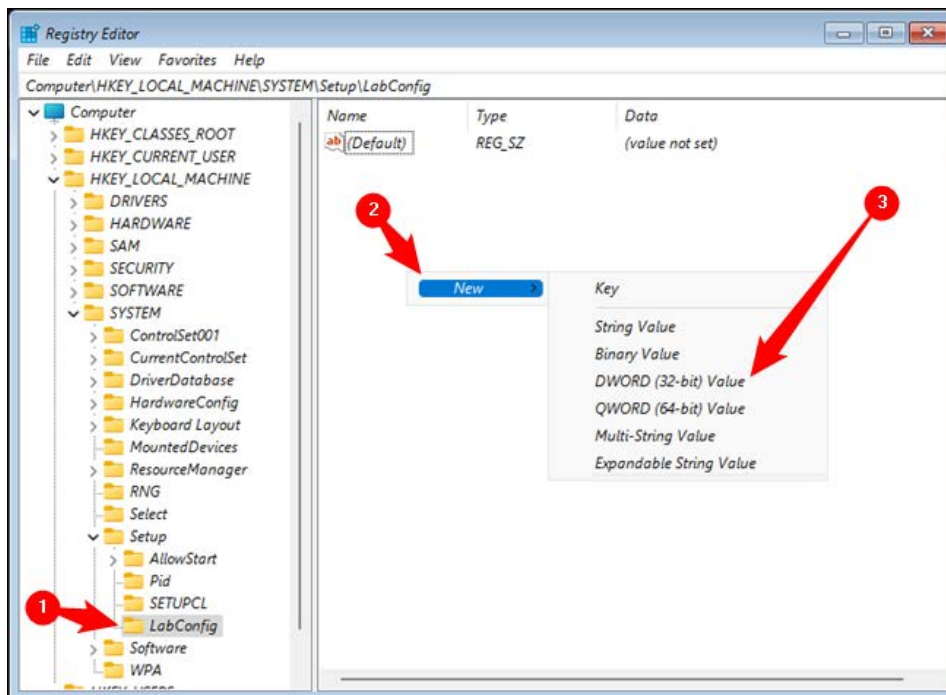 Registry Editor
File Edit View Favorites Help
Computer\HKEY_LOCAL_MACHINE\SYSTEM\Setup\LabConfig
Computer
HKEY_CLASSES_ROOT
HKEY_CURRENT_USER
HKEY_LOCAL_MACHINE
DRIVERS
HARDWARE
SAM
SECURITY
SOFTWARE
SYSTEM
ControlSet001
CurrentControlSet
DriverDatabase
HardwareConfig
Keyboard Layout
MountedDevices
ResourceManager
RNG
Select
Setup
AllowStart
Pid
SETUPCL
1
LabConfig
Software
WPA
HKEY_USERS
Name Type Data
ab (Default) REG_SZ (value not set)
2
3
New
Key
String Value
Binary Value
DWORD (32-bit) Value
QWORD (64-bit) Value
Multi-String Value
Expandable String Value